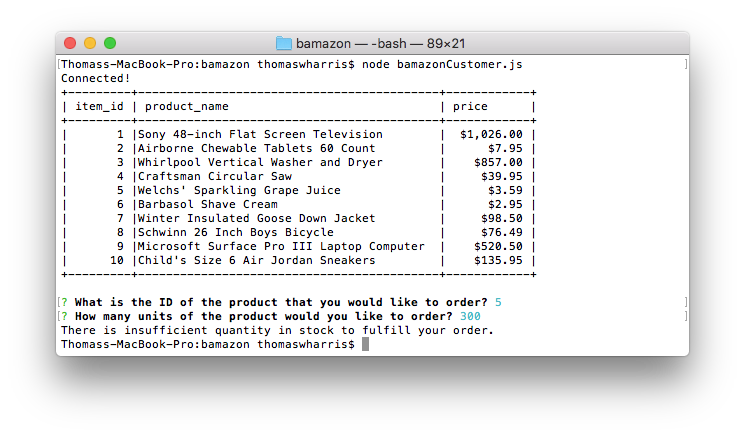 bamazon — -bash — 89×21
[Thomass-MacBook-Pro:bamazon thomaswharris$ node bamazonCustomer.js ]
Connected!
+---------+----------------------------------------+------------+
| item_id | product_name | price |
+---------+----------------------------------------+------------+
| 1 |Sony 48-inch Flat Screen Television | $1,026.00 |
| 2 |Airborne Chewable Tablets 60 Count | $7.95 |
| 3 |Whirlpool Vertical Washer and Dryer | $857.00 |
| 4 |Craftsman Circular Saw | $39.95 |
| 5 |Welchs' Sparkling Grape Juice | $3.59 |
| 6 |Barbasol Shave Cream | $2.95 |
| 7 |Winter Insulated Goose Down Jacket | $98.50 |
| 8 |Schwinn 26 Inch Boys Bicycle | $76.49 |
| 9 |Microsoft Surface Pro III Laptop Computer | $520.50 |
| 10 |Child's Size 6 Air Jordan Sneakers | $135.95 |
+---------+----------------------------------------+------------+
[? What is the ID of the product that you would like to order? 5 ]
[? How many units of the product would you like to order? 300 ]
There is insufficient quantity in stock to fulfill your order.
Thomass-MacBook-Pro:bamazon thomaswharris$